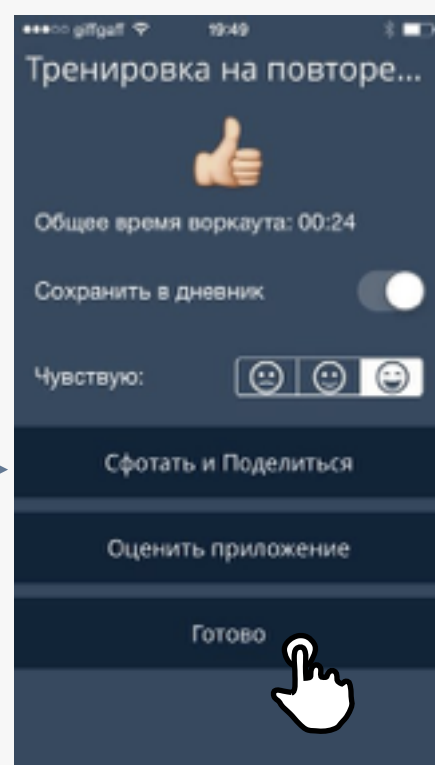 giffgaff 19:49
Тренировка на повторе...
Общее время воркаута: 00:24
Сохранить в дневник
Чувствую:
Сфотать и Поделиться
Оценить приложение
Готово